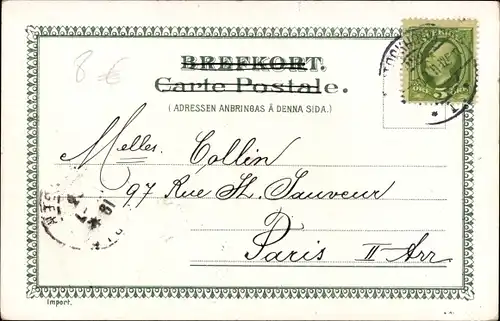 8 €
BREFKORT.
Carte Postale.
( ADRESSEN ANBRINGAS Å DENNA SIDA.)
Melles. Collin
97 Rue St. Sauveur
Paris II Arr
Import.